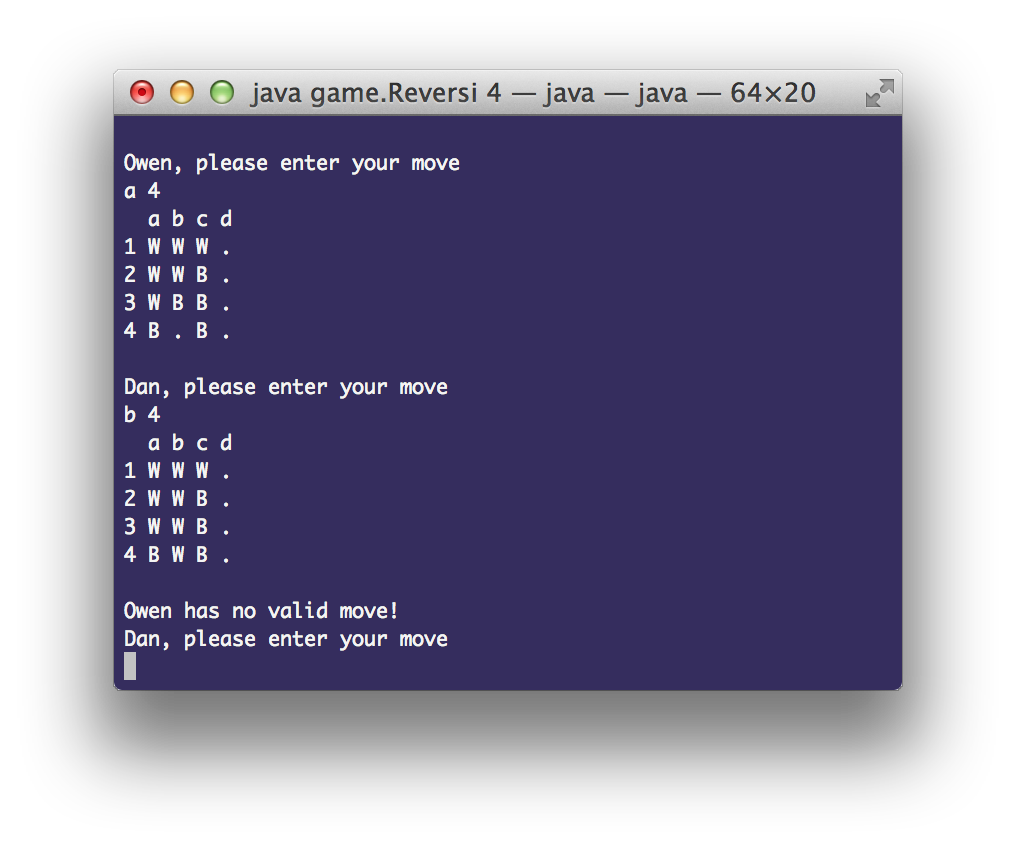 java game.Reversi 4 — java — java — 64×20
Owen, please enter your move
a 4
  a b c d
1 W W W .
2 W W B .
3 W B B .
4 B . B .
Dan, please enter your move
b 4
  a b c d
1 W W W .
2 W W B .
3 W W B .
4 B W B .
Owen has no valid move!
Dan, please enter your move